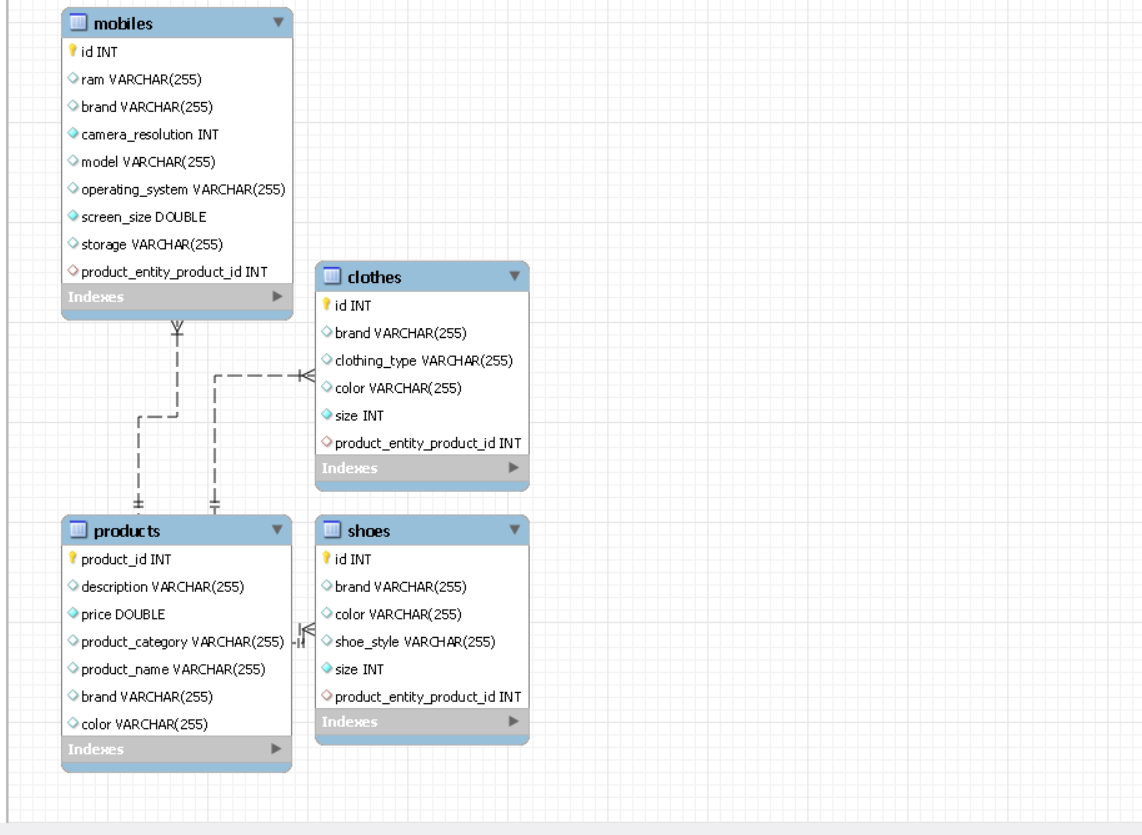 mobiles
id INT
ram VARCHAR(255)
brand VARCHAR(255)
camera_resolution INT
model VARCHAR(255)
operating_system VARCHAR(255)
screen_size DOUBLE
storage VARCHAR(255)
product_entity_product_id INT
Indexes
clothes
id INT
brand VARCHAR(255)
clothing_type VARCHAR(255)
color VARCHAR(255)
size INT
product_entity_product_id INT
Indexes
products
product_id INT
description VARCHAR(255)
price DOUBLE
product_category VARCHAR(255)
product_name VARCHAR(255)
brand VARCHAR(255)
color VARCHAR(255)
Indexes
shoes
id INT
brand VARCHAR(255)
color VARCHAR(255)
shoe_style VARCHAR(255)
size INT
product_entity_product_id INT
Indexes